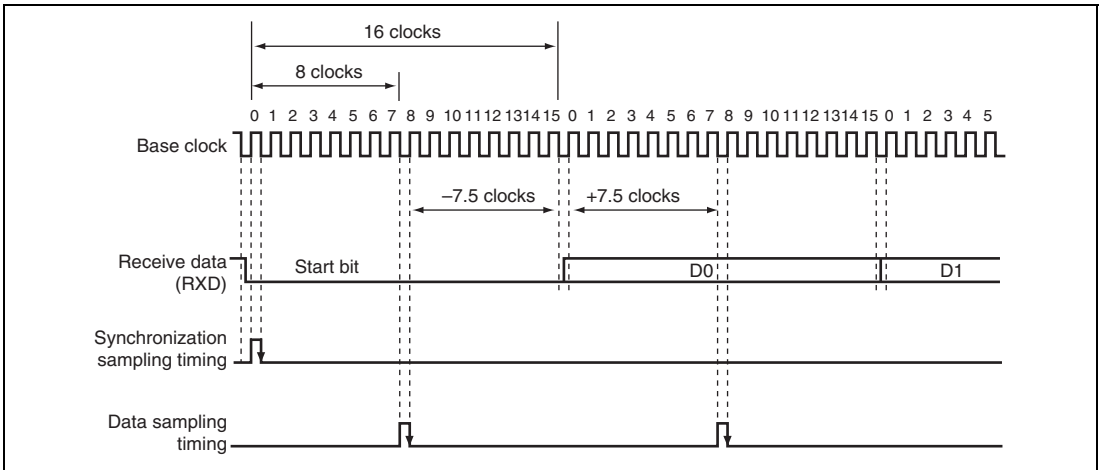 16 clocks
8 clocks
0 1 2 3 4 5 6 7 8 9 10 11 12 13 14 15 0 1 2 3 4 5 6 7 8 9 10 11 12 13 14 15 0 1 2 3 4 5
Base clock
–7.5 clocks +7.5 clocks
Receive data
(RXD)
Start bit D0 D1
Synchronization
sampling timing
Data sampling
timing